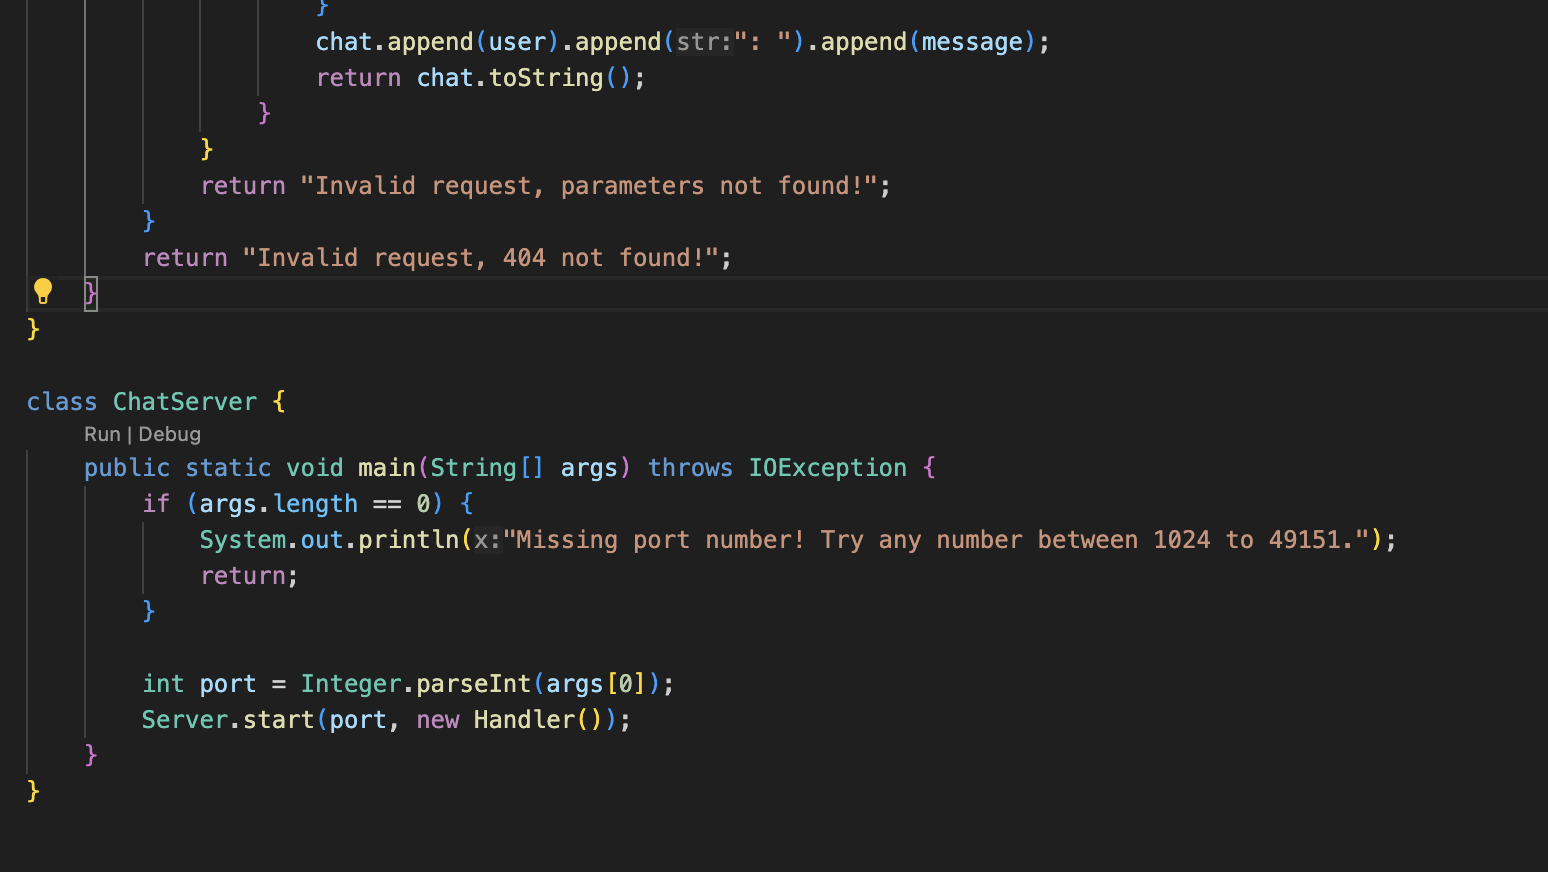 }
chat.append(user).append(str:": ").append(message);
return chat.toString();
}
}
return "Invalid request, parameters not found!";
}
return "Invalid request, 404 not found!";
}
}
class ChatServer {
Run | Debug
public static void main(String[] args) throws IOException {
if (args.length == 0) {
System.out.println(x:"Missing port number! Try any number between 1024 to 49151.");
return;
}
int port = Integer.parseInt(args[0]);
Server.start(port, new Handler());
}
}